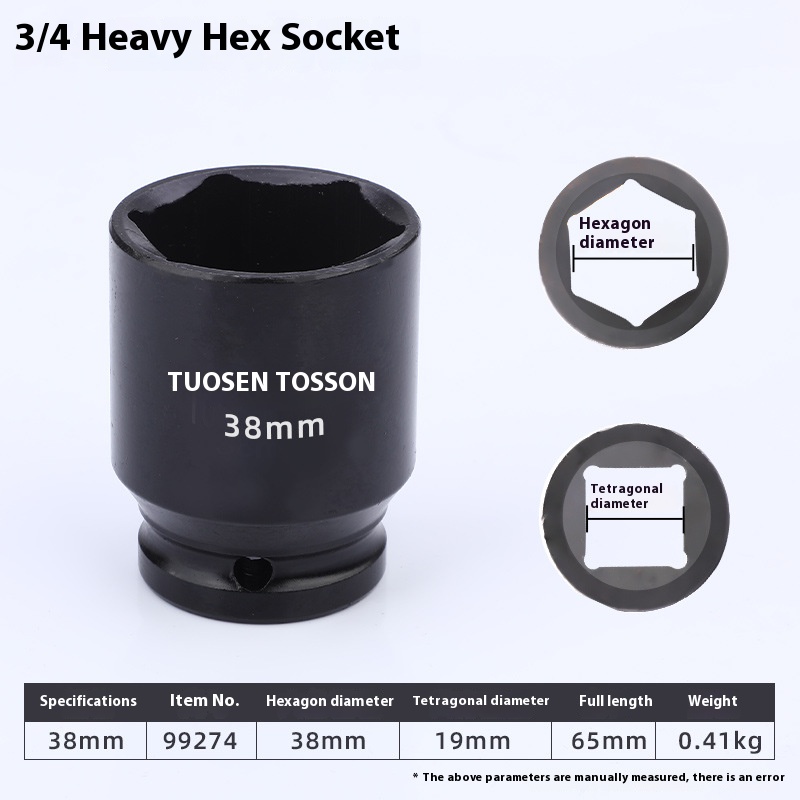 3/4 Heavy Hex Socket
Hexagon
diameter
TUOSEN TOSSON
38mm
Tetragonal
diameter
Specifications Item No. Hexagon diameter Tetragonal diameter Full length Weight
38mm 99274 38mm 19mm 65mm 0.41kg
* The above parameters are manually measured, there is an error